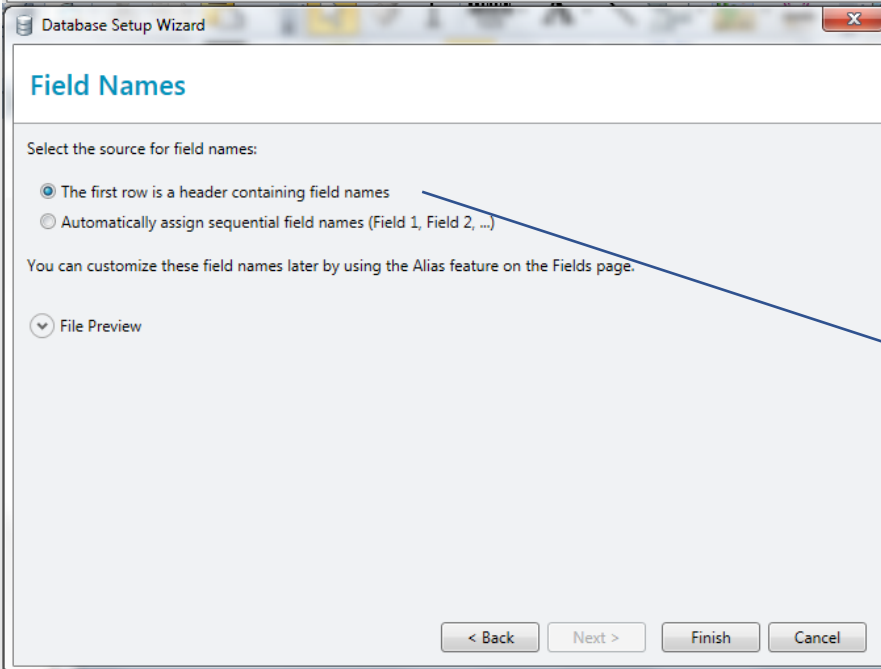 Database Setup Wizard
Field Names
Select the source for field names:
The first row is a header containing field names
Automatically assign sequential field names (Field 1, Field 2, ...)
You can customize these field names later by using the Alias feature on the Fields page.
File Preview
< Back Next > Finish Cancel